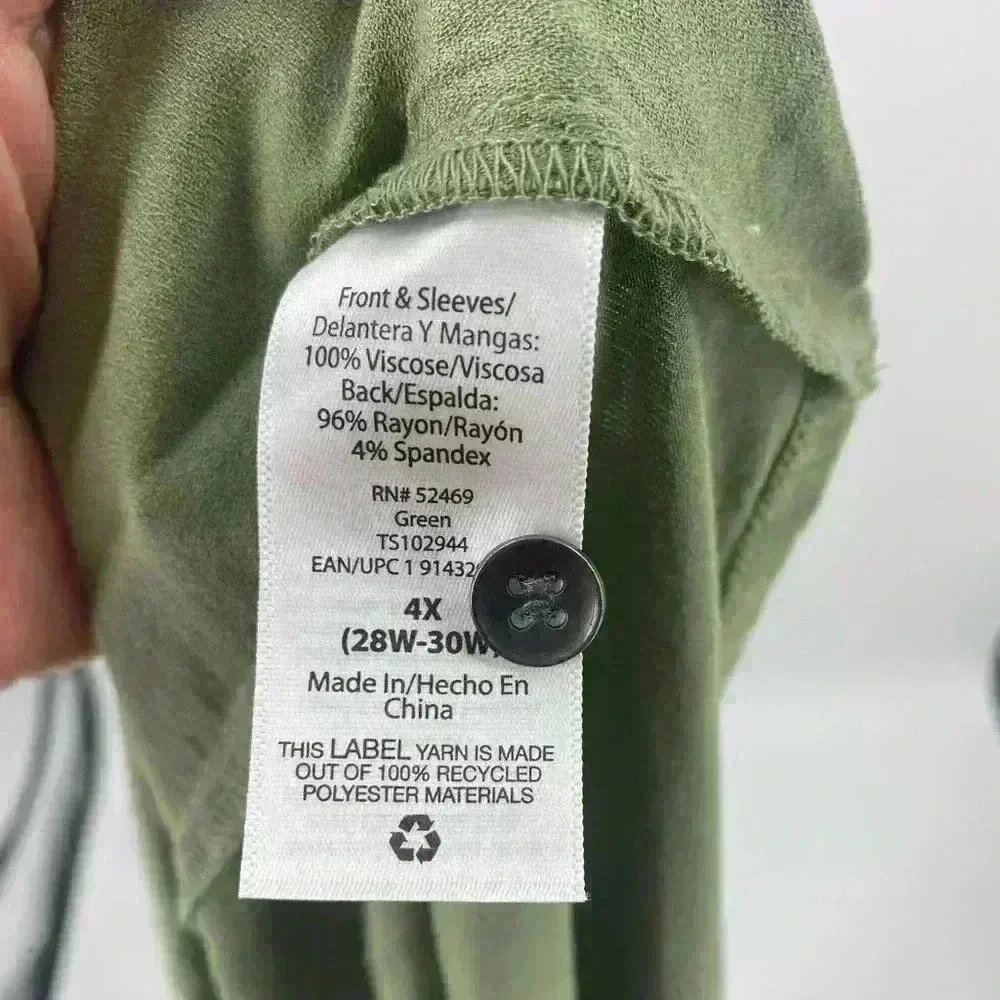 Front & Sleeves/
Delantera Y Mangas:
100% Viscose/Viscosa
Back/Espalda:
96% Rayon/Rayón
4% Spandex
RN# 52469
Green
TS102944
EAN/UPC 1 91432
4X
(28W-30W)
Made In/Hecho En
China
THIS LABEL YARN IS MADE
OUT OF 100% RECYCLED
POLYESTER MATERIALS